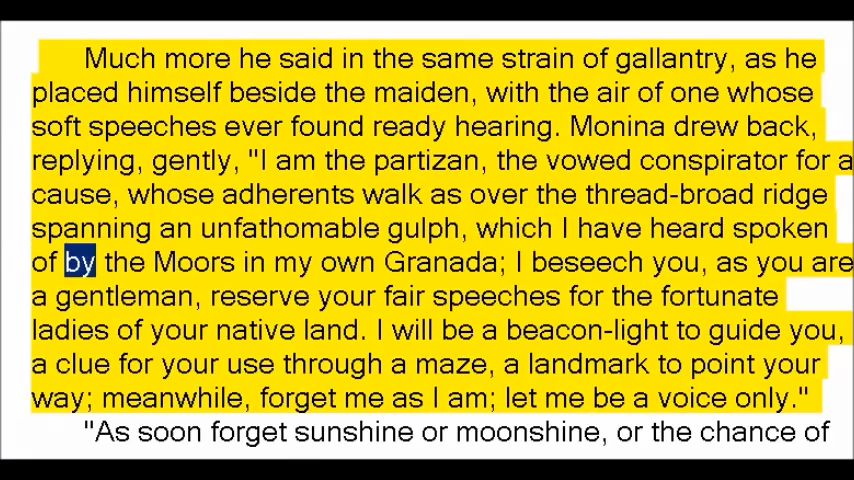 Much more he said in the same strain of gallantry, as he
placed himself beside the maiden, with the air of one whose
soft speeches ever found ready hearing. Monina drew back,
replying, gently, "I am the partizan, the vowed conspirator for a
cause, whose adherents walk as over the thread-broad ridge
spanning an unfathomable gulph, which I have heard spoken
of by the Moors in my own Granada; I beseech you, as you are
a gentleman, reserve your fair speeches for the fortunate
ladies of your native land. I will be a beacon-light to guide you,
a clue for your use through a maze, a landmark to point your
way; meanwhile, forget me as I am; let me be a voice only."
"As soon forget sunshine or moonshine, or the chance of